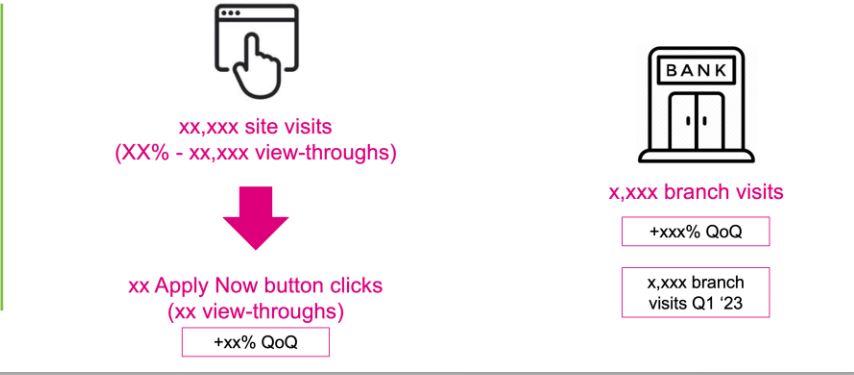 xx,xxx site visits
(XX% - xx,xxx view-throughs)
xx Apply Now button clicks
(xx view-throughs)
+xx% QoQ
BANK
x,xxx branch visits
+xxx% QoQ
x,xxx branch
visits Q1 ‘23